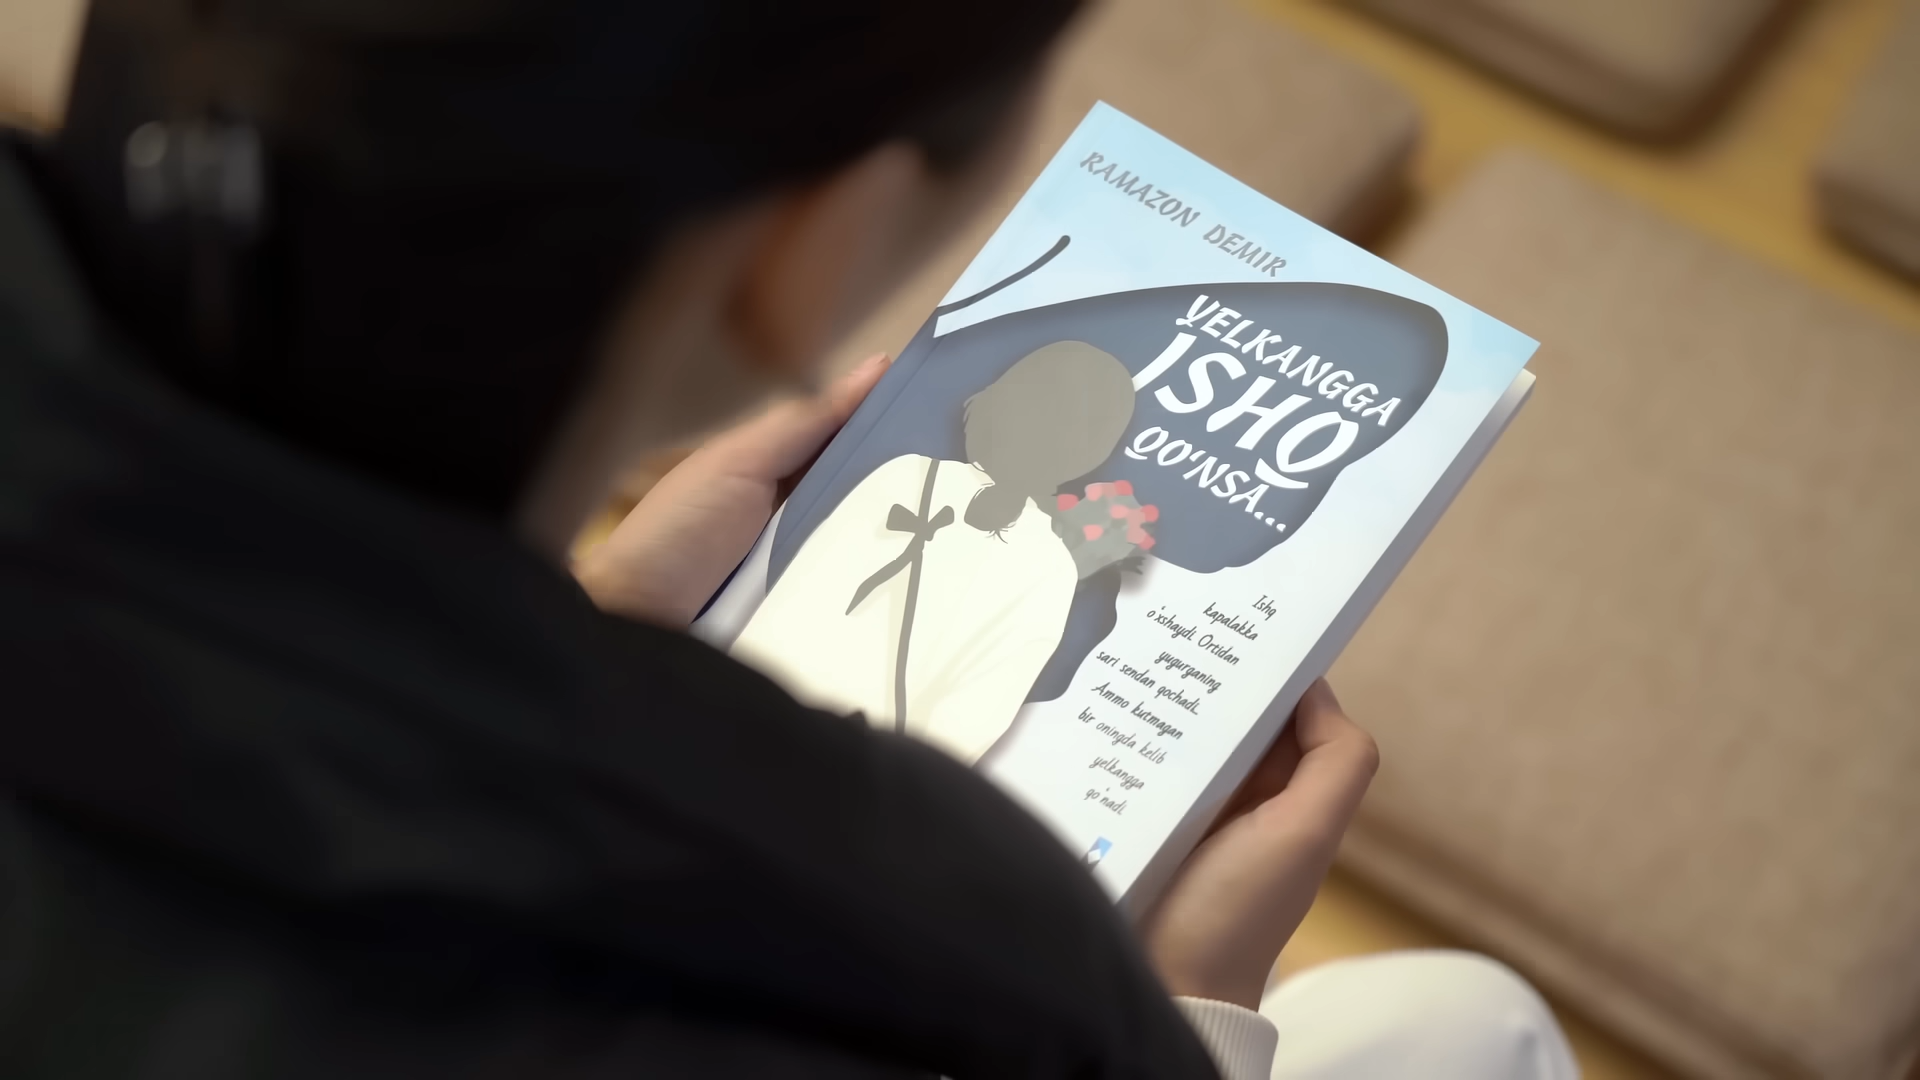 RAMAZON DEMIR
YELKANGGA
ISHQ
QO‘NSA...
Ishq
kapalakka
o‘xshaydi. Ortidan
yugurganing
sari sendan qochadi.
Ammo kutmagan
bir oningda kelib
yelkangga
qo‘nadi.